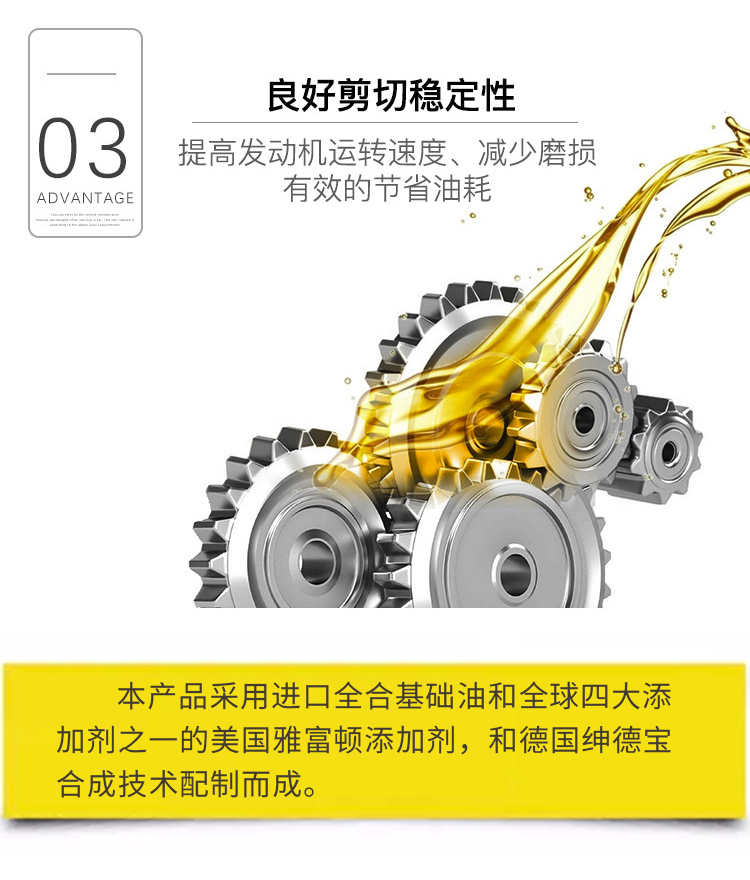 03
ADVANTAGE
良好剪切稳定性
提高发动机运转速度、减少磨损
有效的节省油耗
本产品采用进口全合基础油和全球四大添
加剂之一的美国雅富顿添加剂，和德国绅德宝
合成技术配制而成。